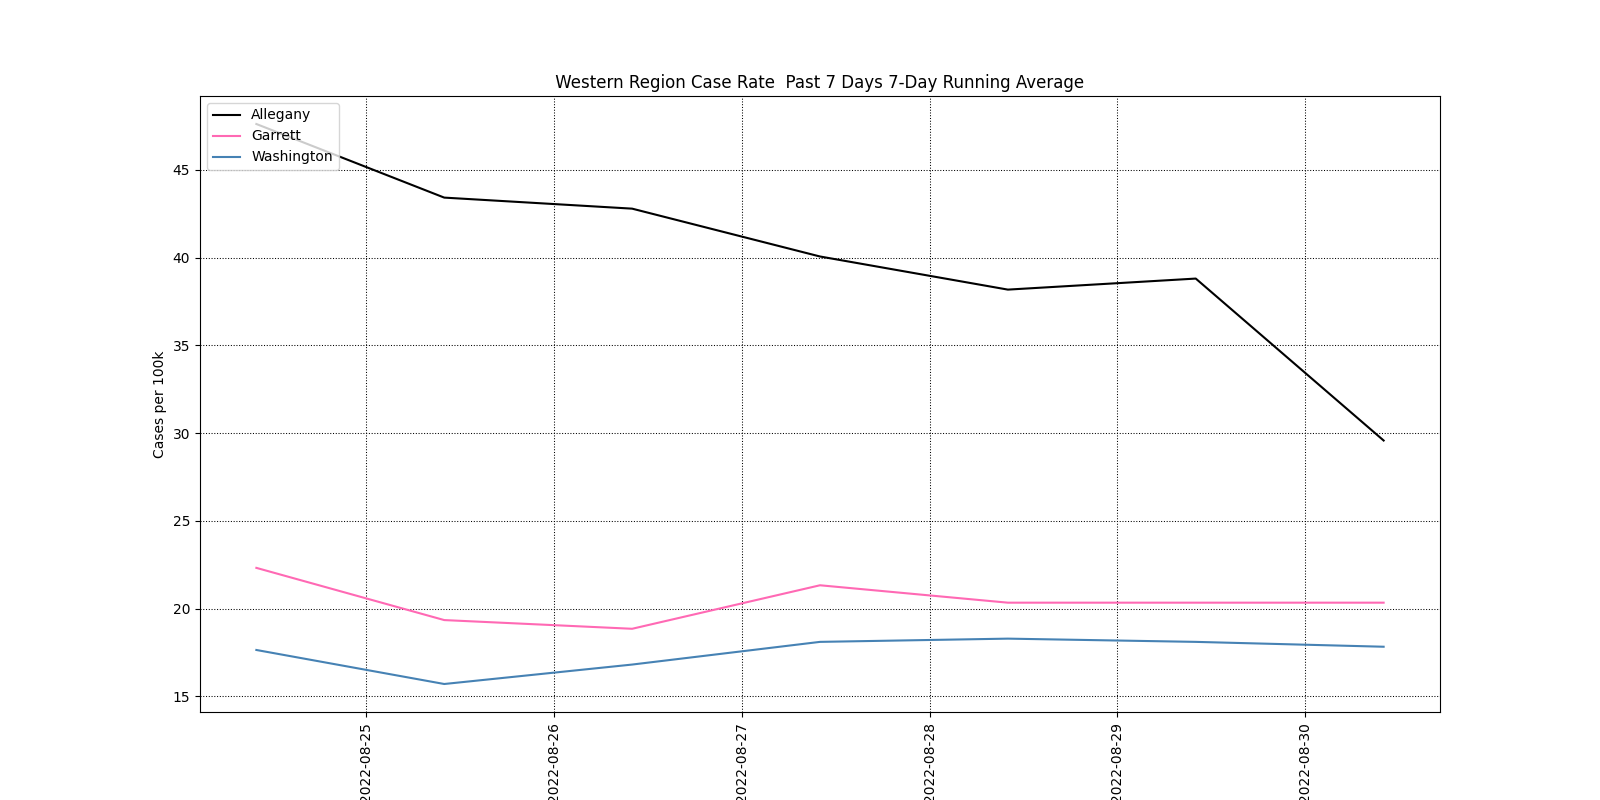 Western Region Case Rate  Past 7 Days 7-Day Running Average
Allegany
Garrett
Washington
45
40
35
30
25
20
15
Cases per 100k
2022-08-25
2022-08-26
2022-08-27
2022-08-28
2022-08-29
2022-08-30